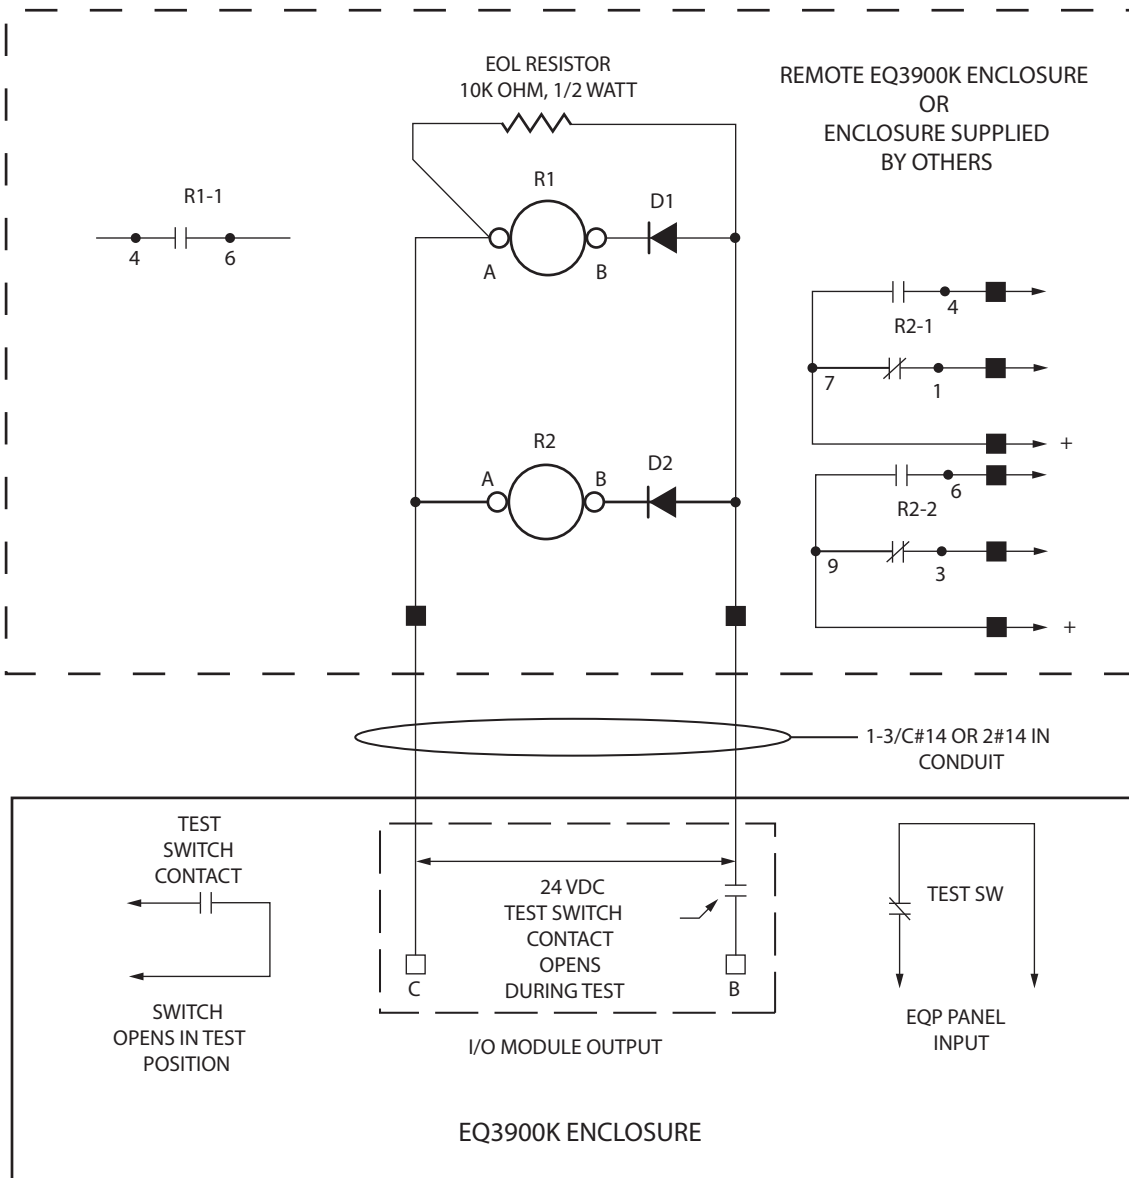 EOL RESISTOR
10K OHM, 1/2 WATT
REMOTE EQ3900K ENCLOSURE
OR
ENCLOSURE SUPPLIED
BY OTHERS
R1-1
4
6
R1
A
B
D1
4
R2-1
7
1
+
R2
A
B
D2
6
R2-2
9
3
+
1-3/C#14 OR 2#14 IN
CONDUIT
TEST
SWITCH
CONTACT
SWITCH
OPENS IN TEST
POSITION
24 VDC
TEST SWITCH
CONTACT
OPENS
DURING TEST
C
B
I/O MODULE OUTPUT
TEST SW
EQP PANEL
INPUT
EQ3900K ENCLOSURE